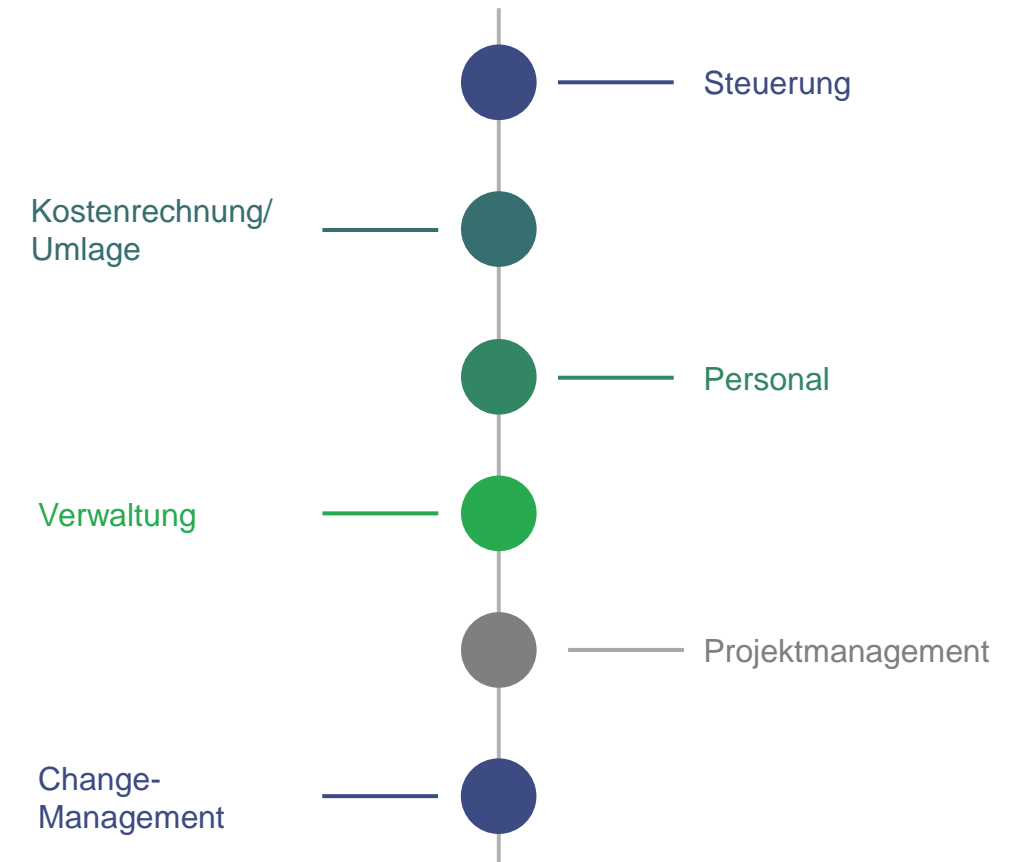 Steuerung
Kostenrechnung/
Umlage
Personal
Verwaltung
Projektmanagement
Change-
Management